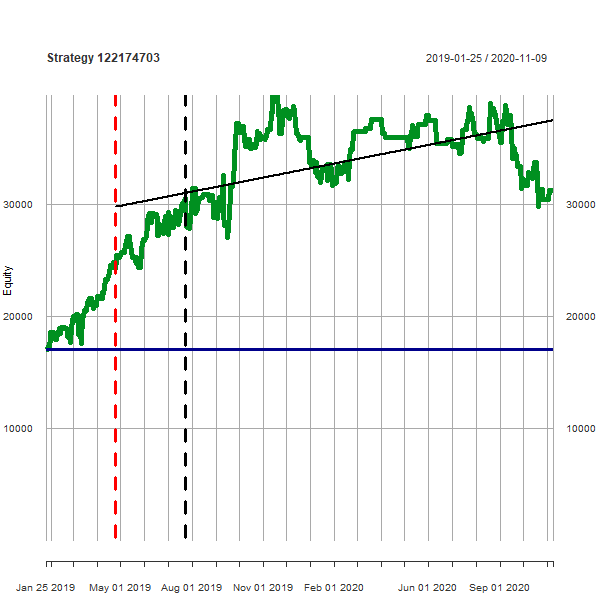 Strategy 122174703
2019-01-25 / 2020-11-09
Equity
30000
30000
20000
20000
10000
10000
Jan 25 2019
May 01 2019
Aug 01 2019
Nov 01 2019
Feb 01 2020
Jun 01 2020
Sep 01 2020